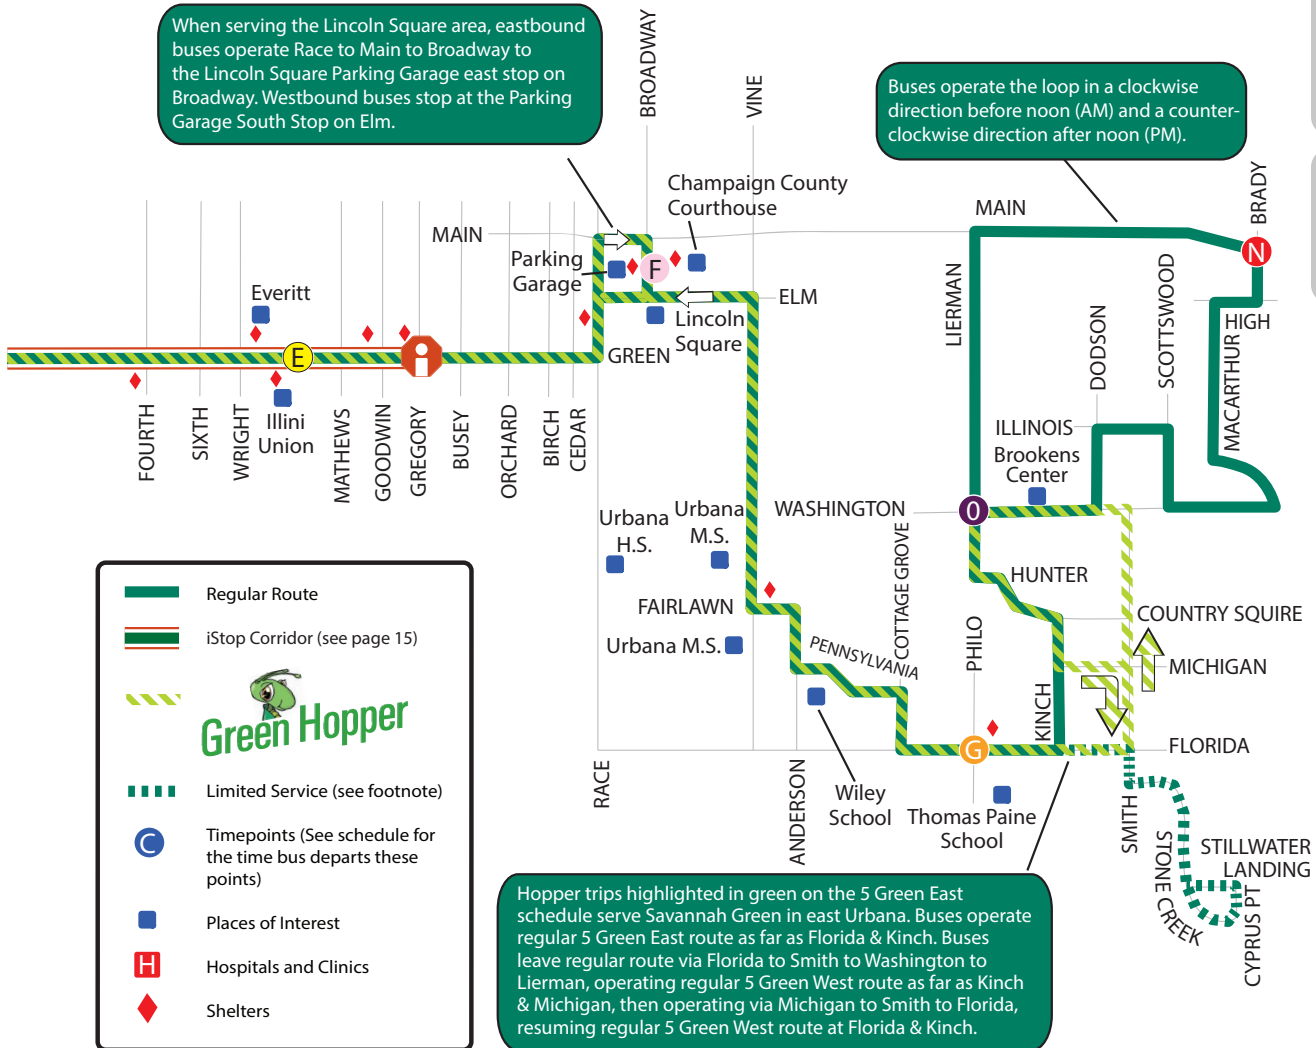 When serving the Lincoln Square area, eastbound
buses operate Race to Main to Broadway to
the Lincoln Square Parking Garage east stop on
Broadway. Westbound buses stop at the Parking
Garage South Stop on Elm.
BROADWAY
VINE
Buses operate the loop in a clockwise
direction before noon (AM) and a counter-
clockwise direction after noon (PM).
BRADY
Champaign County
Courthouse
MAIN
MAIN
N
Parking
Garage
F
LIERMAN
SCOTTSWOOD
DODSON
Everitt
ELM
Lincoln
Square
HIGH
MACARTHUR
E
GREEN
FOURTH
SIXTH
WRIGHT
Illini
Union
MATHEWS
GOODWIN
GREGORY
BUSEY
ORCHARD
BIRCH
CEDAR
ILLINOIS
Brookens
Center
WASHINGTON
O
Urbana
H.S.
Urbana
M.S.
COTTAGE GROVE
HUNTER
FAIRLAWN
COUNTRY SQUIRE
Urbana M.S.
PENNSYLVANIA
PHILO
MICHIGAN
KINCH
G
FLORIDA
RACE
ANDERSON
Wiley
School
Thomas Paine
School
SMITH
STONE CREEK
STILLWATER
LANDING
CYPRUS PT
Regular Route
iStop Corridor (see page 15)
Green Hopper
Limited Service (see footnote)
C
Timepoints (See schedule for
the time bus departs these
points)
Places of Interest
H
Hospitals and Clinics
Shelters
Hopper trips highlighted in green on the 5 Green East
schedule serve Savannah Green in east Urbana. Buses operate
regular 5 Green East route as far as Florida & Kinch. Buses
leave regular route via Florida to Smith to Washington to
Lierman, operating regular 5 Green West route as far as Kinch
& Michigan, then operating via Michigan to Smith to Florida,
resuming regular 5 Green West route at Florida & Kinch.